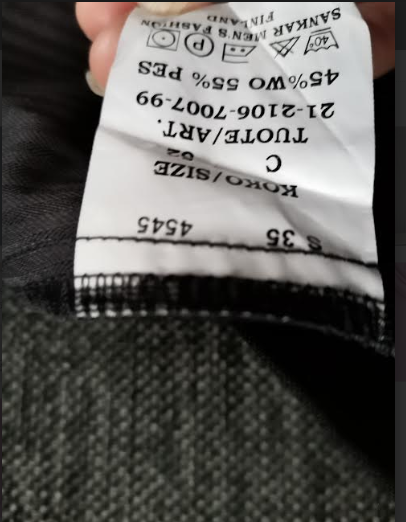 S 35 4545
KOKO/SIZE
C
TUOTE/ART.
21-2106-7007-99
45%WO 55% PES
40° P
SANKAR MEN'S FASHION
FINLAND